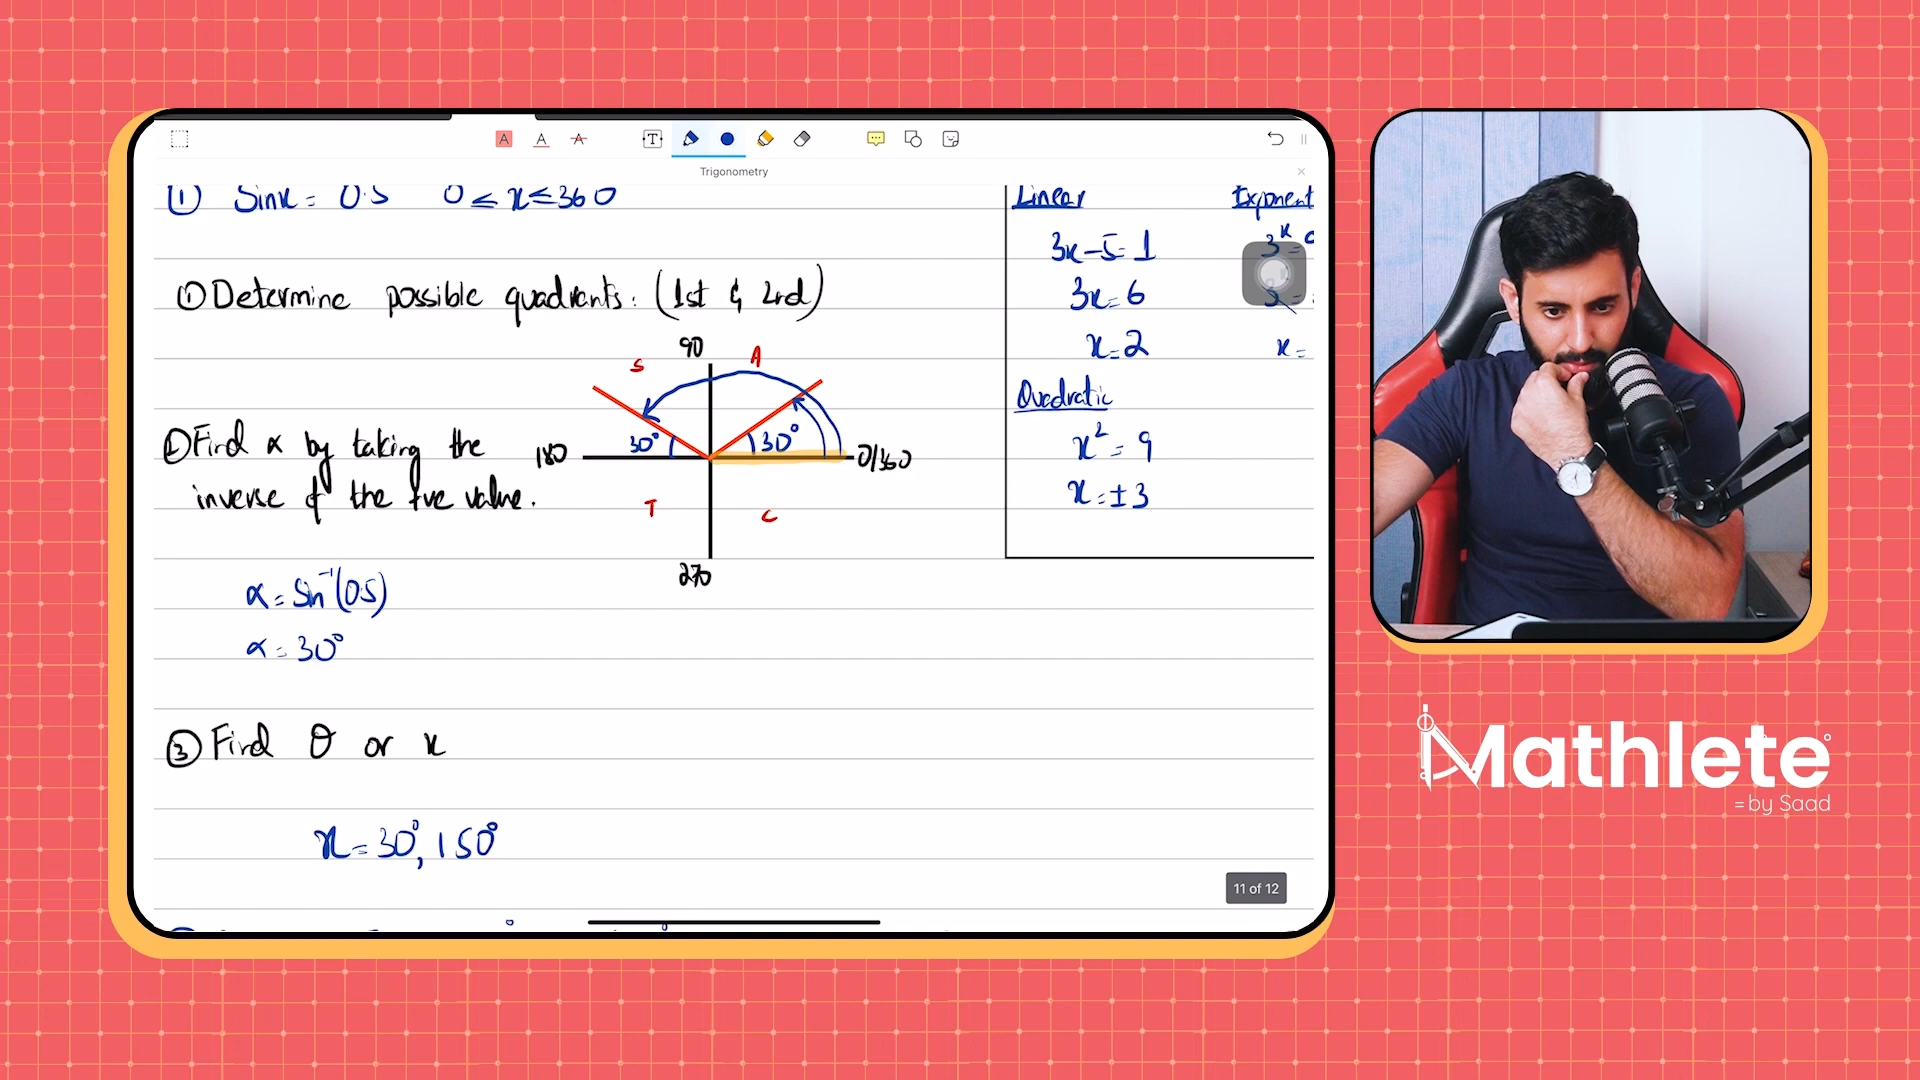 Trigonometry
① Sinx = 0.5 0 ≤ x ≤ 360
① Determine possible quadrants: (1st & 2rd)
② Find α by taking the
inverse of the +ve value.
90
S
A
30°
30°
180
0/360
T
C
270
α = Sin⁻¹(0.5)
α = 30°
③ Find θ or x
x = 30°, 150°
Linear
3x-5=1
3x=6
x=2
Quadratic
x² = 9
x = ±3
Exponent
x =
11 of 12
Mathlete
=by Saad